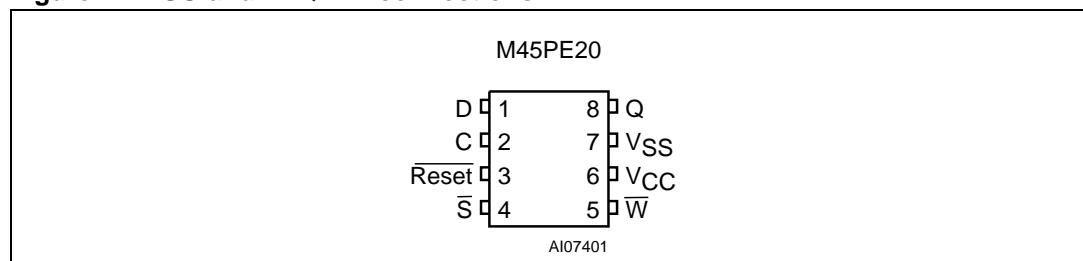 M45PE20
D 1 8 Q
C 2 7 VSS
Reset 3 6 VCC
S 4 5 W
AI07401